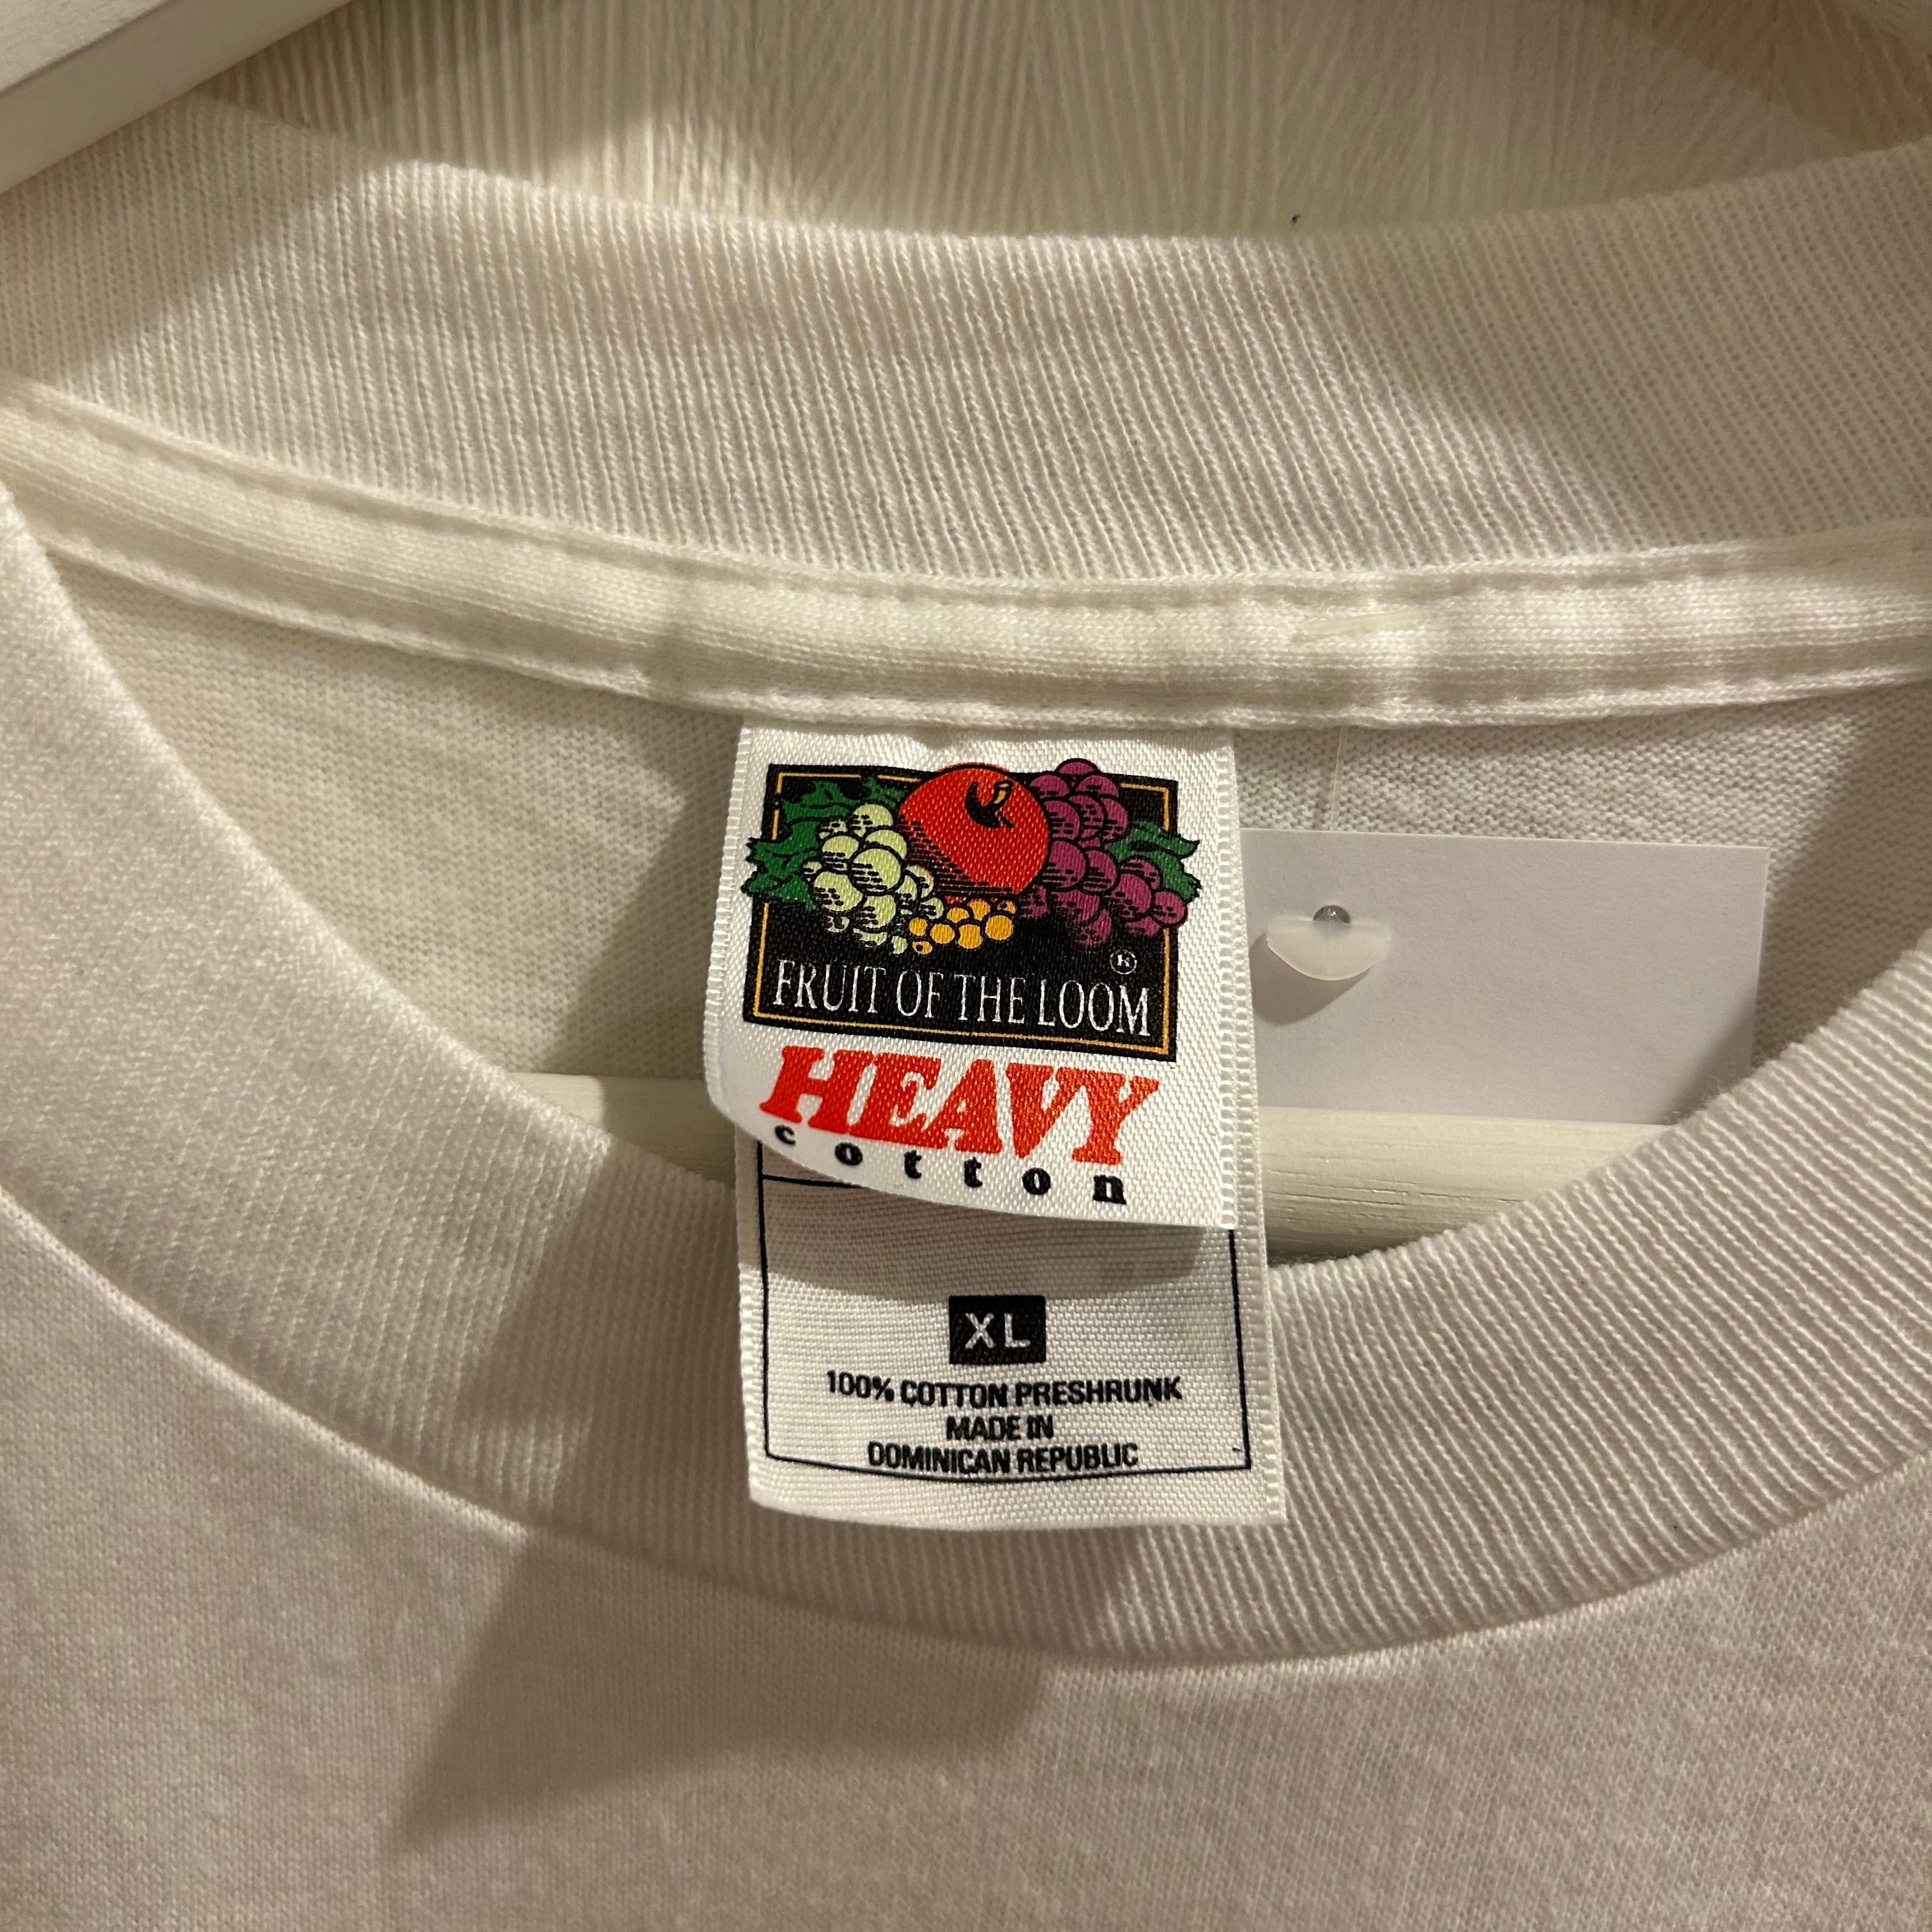 ®
FRUIT OF THE LOOM
HEAVY
cotton
XL
100% COTTON PRESHRUNK
MADE IN
DOMINICAN REPUBLIC